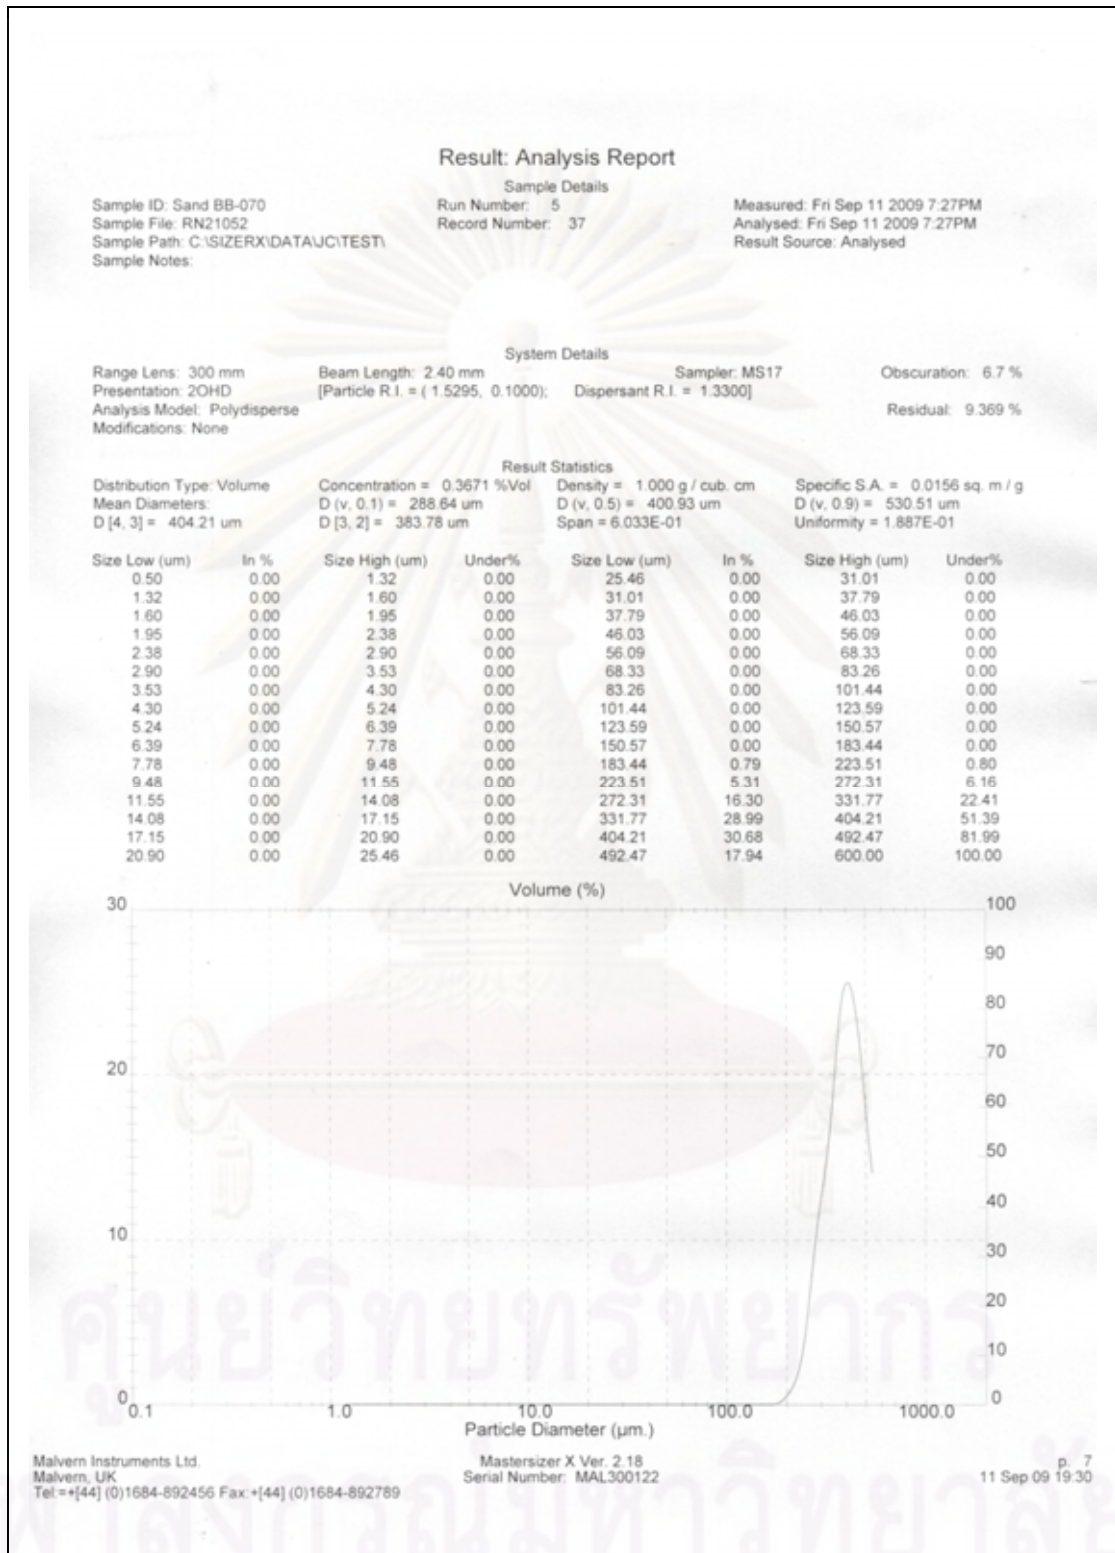 Result: Analysis Report
Sample Details
Sample ID: Sand BB-070 Run Number: 5 Measured: Fri Sep 11 2009 7:27PM
Sample File: RN21052 Record Number: 37 Analysed: Fri Sep 11 2009 7:27PM
Sample Path: C:\SIZERX\DATA\JC\TEST\ Result Source: Analysed
Sample Notes:
System Details
Range Lens: 300 mm Beam Length: 2.40 mm Sampler: MS17 Obscuration: 6.7 %
Presentation: 2OHD [Particle R.I. = ( 1.5295, 0.1000); Dispersant R.I. = 1.3300]
Analysis Model: Polydisperse Residual: 9.369 %
Modifications: None
Result Statistics
Distribution Type: Volume Concentration = 0.3671 %Vol Density = 1.000 g / cub. cm Specific S.A. = 0.0156 sq. m / g
Mean Diameters: D (v, 0.1) = 288.64 um D (v, 0.5) = 400.93 um D (v, 0.9) = 530.51 um
D [4, 3] = 404.21 um D [3, 2] = 383.78 um Span = 6.033E-01 Uniformity = 1.887E-01
Size Low (um) In % Size High (um) Under% Size Low (um) In % Size High (um) Under%
0.50 0.00 1.32 0.00 25.46 0.00 31.01 0.00
1.32 0.00 1.60 0.00 31.01 0.00 37.79 0.00
1.60 0.00 1.95 0.00 37.79 0.00 46.03 0.00
1.95 0.00 2.38 0.00 46.03 0.00 56.09 0.00
2.38 0.00 2.90 0.00 56.09 0.00 68.33 0.00
2.90 0.00 3.53 0.00 68.33 0.00 83.26 0.00
3.53 0.00 4.30 0.00 83.26 0.00 101.44 0.00
4.30 0.00 5.24 0.00 101.44 0.00 123.59 0.00
5.24 0.00 6.39 0.00 123.59 0.00 150.57 0.00
6.39 0.00 7.78 0.00 150.57 0.00 183.44 0.00
7.78 0.00 9.48 0.00 183.44 0.79 223.51 0.80
9.48 0.00 11.55 0.00 223.51 5.31 272.31 6.16
11.55 0.00 14.08 0.00 272.31 16.30 331.77 22.41
14.08 0.00 17.15 0.00 331.77 28.99 404.21 51.39
17.15 0.00 20.90 0.00 404.21 30.68 492.47 81.99
20.90 0.00 25.46 0.00 492.47 17.94 600.00 100.00
Volume (%)
30 100
90
80
70
20
60
50
40
10
30
20
10
0 0
0.1 1.0 10.0 100.0 1000.0
Particle Diameter (µm.)
ศูนย์วิทยทรัพยากร
Malvern Instruments Ltd. Mastersizer X Ver. 2.18 p. 7
Malvern, UK Serial Number: MAL300122 11 Sep 09 19:30
Tel:=+[44] (0)1684-892456 Fax:+[44] (0)1684-892789